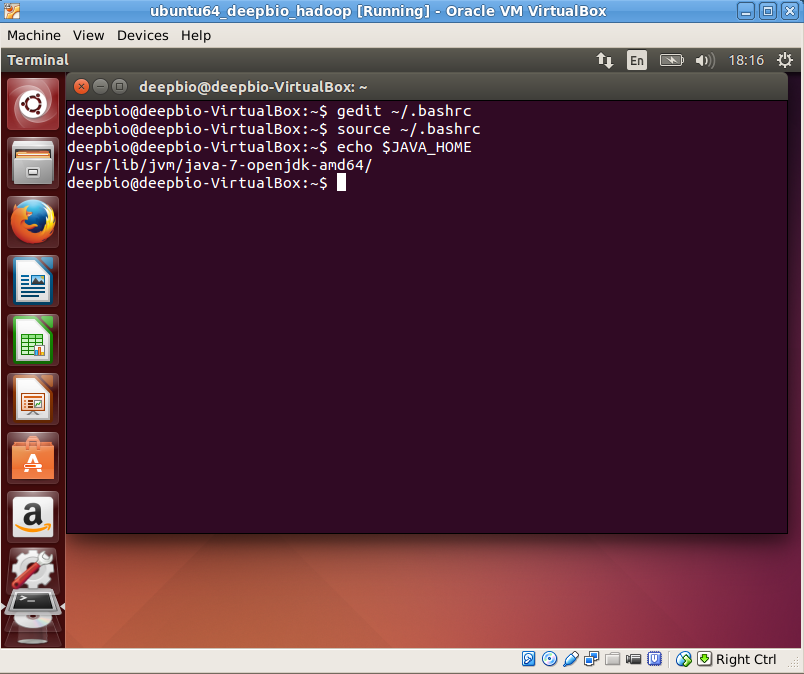 ubuntu64_deepbio_hadoop [Running] - Oracle VM VirtualBox
Machine View Devices Help
Terminal En 18:16
deepbio@deepbio-VirtualBox: ~
deepbio@deepbio-VirtualBox:~$ gedit ~/.bashrc
deepbio@deepbio-VirtualBox:~$ source ~/.bashrc
deepbio@deepbio-VirtualBox:~$ echo $JAVA_HOME
/usr/lib/jvm/java-7-openjdk-amd64/
deepbio@deepbio-VirtualBox:~$
A
a
>_
Right Ctrl